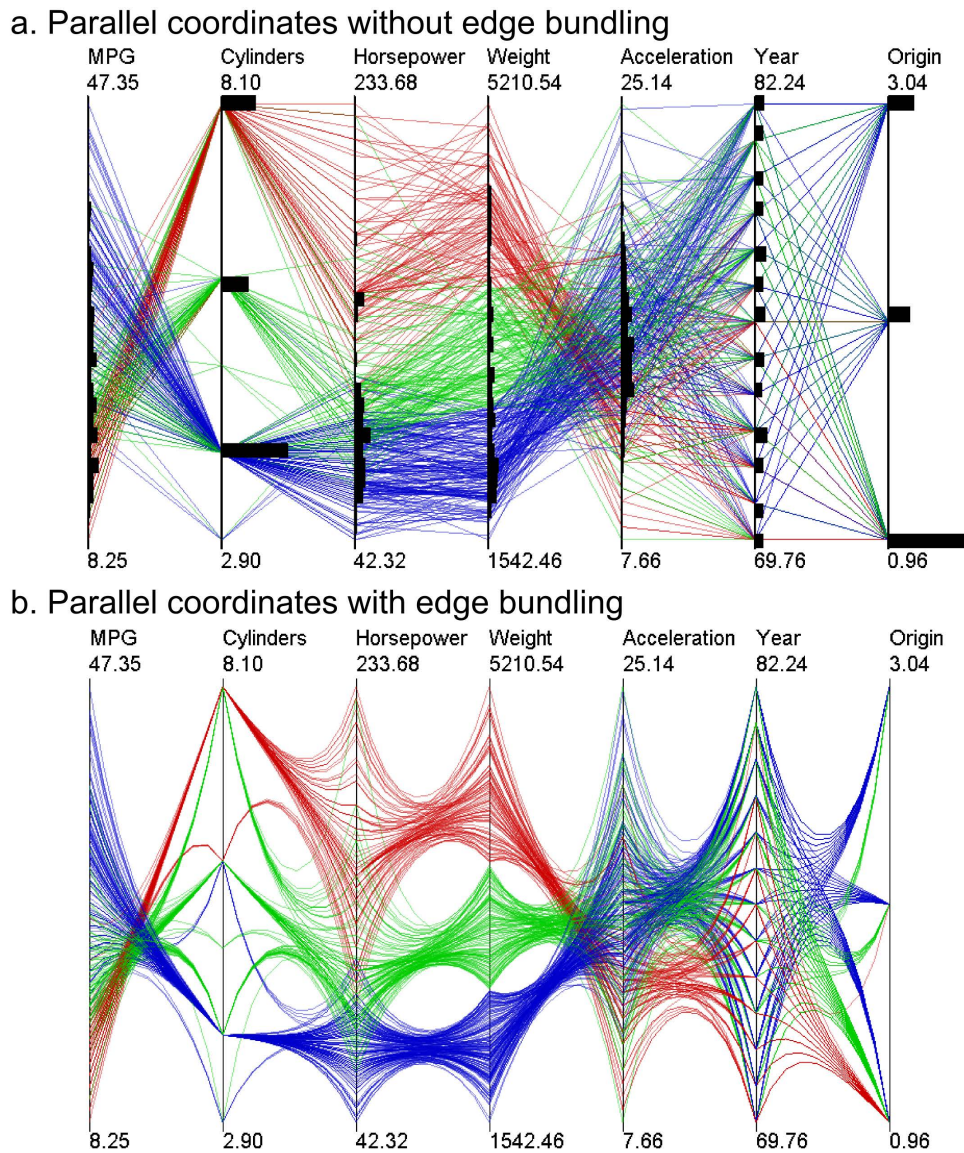 a. Parallel coordinates without edge bundling
MPG Cylinders Horsepower Weight Acceleration Year Origin
47.35 8.10 233.68 5210.54 25.14 82.24 3.04
8.25 2.90 42.32 1542.46 7.66 69.76 0.96
b. Parallel coordinates with edge bundling
MPG Cylinders Horsepower Weight Acceleration Year Origin
47.35 8.10 233.68 5210.54 25.14 82.24 3.04
8.25 2.90 42.32 1542.46 7.66 69.76 0.96